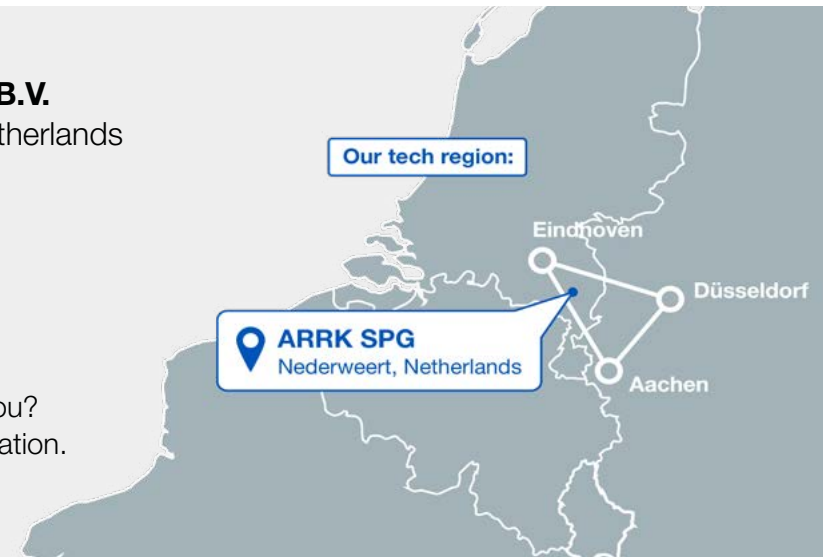 B.V.
therlands
Our tech region:
Eindhoven
Düsseldorf
ARRK SPG
Nederweert, Netherlands
Aachen
ou?
ation.